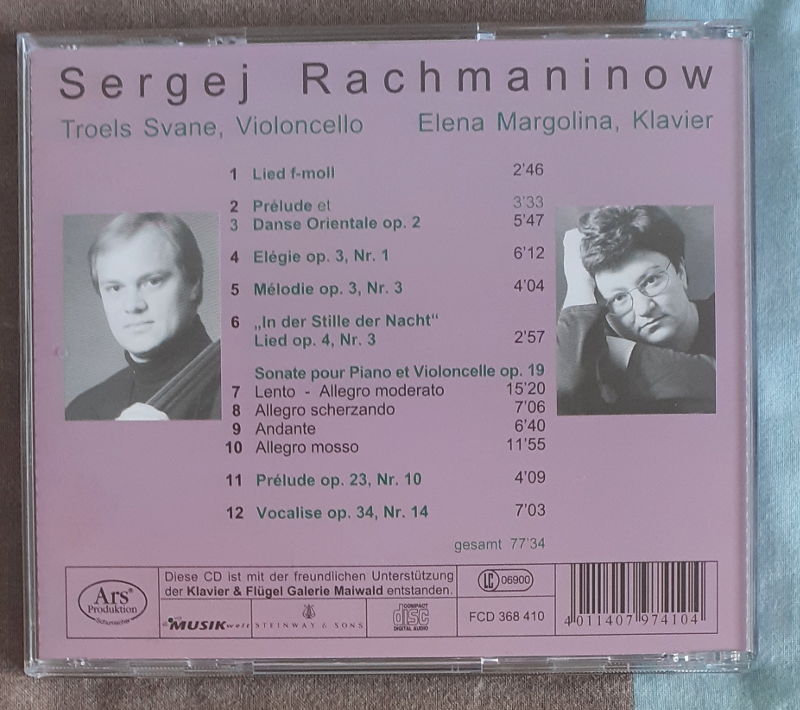 Sergej Rachmaninow
Troels Svane, Violoncello Elena Margolina, Klavier
1 Lied f-moll 2'46
2 Prélude et 3'33
3 Danse Orientale op. 2 5'47
4 Elégie op. 3, Nr. 1 6'12
5 Mélodie op. 3, Nr. 3 4'04
6 „In der Stille der Nacht“
Lied op. 4, Nr. 3 2'57
Sonate pour Piano et Violoncelle op. 19
7 Lento - Allegro moderato 15'20
8 Allegro scherzando 7'06
9 Andante 6'40
10 Allegro mosso 11'55
11 Prélude op. 23, Nr. 10 4'09
12 Vocalise op. 34, Nr. 14 7'03
gesamt 77'34
Ars
Produktion
Schumacher
Diese CD ist mit der freundlichen Unterstützung
der Klavier & Flügel Galerie Maiwald entstanden.
MUSIK welt
STEINWAY & SONS
COMPACT
disc
DIGITAL AUDIO
LC 06900
FCD 368 410
4 011407 974104